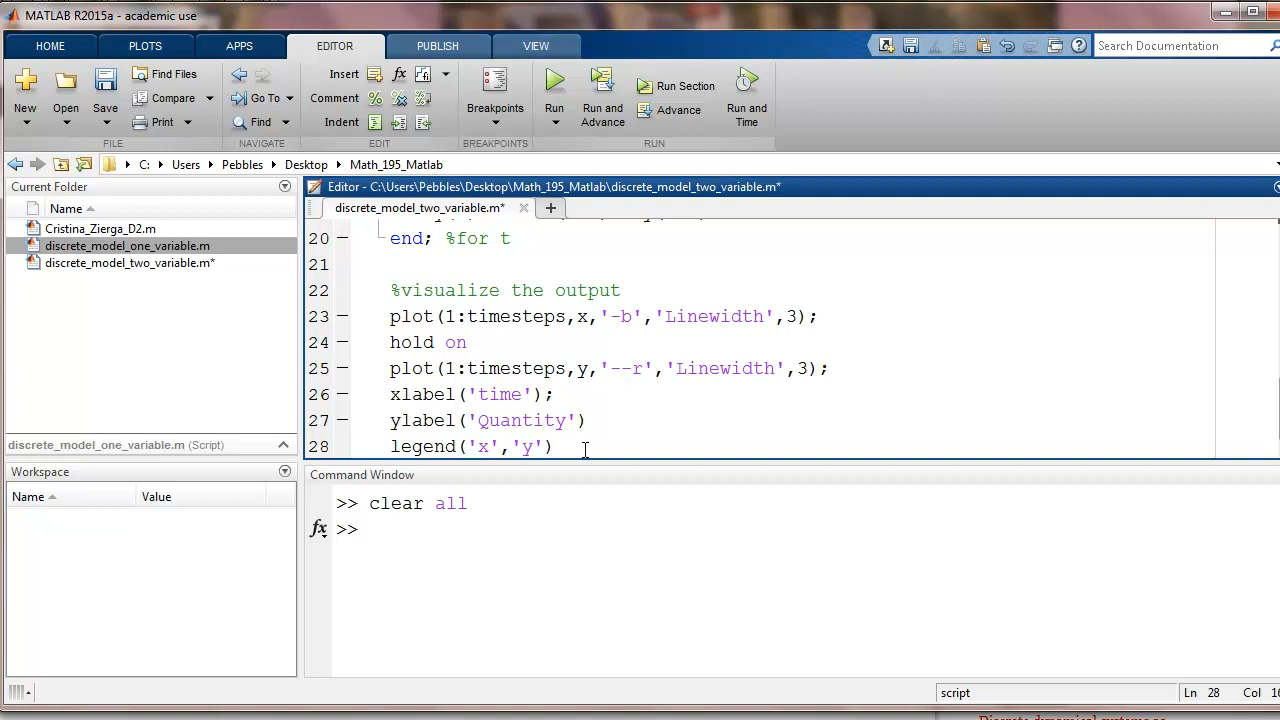 MATLAB R2015a - academic use
HOME PLOTS APPS EDITOR PUBLISH VIEW
Search Documentation
New Open Save Find Files Compare Print
Go To Find
Insert Comment Indent
Breakpoints
Run Run and Advance Run Section Advance Run and Time
FILE NAVIGATE EDIT BREAKPOINTS RUN
C: Users Pebbles Desktop Math_195_Matlab
Current Folder
Name
Cristina_Zierga_D2.m
discrete_model_one_variable.m
discrete_model_two_variable.m*
discrete_model_one_variable.m (Script)
Workspace
Name Value
Editor - C:\Users\Pebbles\Desktop\Math_195_Matlab\discrete_model_two_variable.m*
discrete_model_two_variable.m*
20 end; %for t
21
22 %visualize the output
23 plot(1:timesteps,x,'-b','Linewidth',3);
24 hold on
25 plot(1:timesteps,y,'--r','Linewidth',3);
26 xlabel('time');
27 ylabel('Quantity')
28 legend('x','y')
Command Window
>> clear all
fx >>
script Ln 28 Col